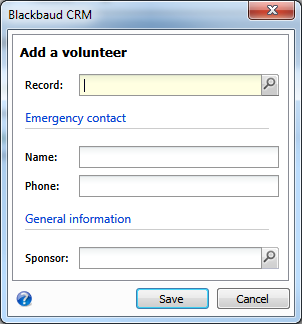 Blackbaud CRM
Add a volunteer
Record:
Emergency contact
Name:
Phone:
General information
Sponsor:
Save Cancel